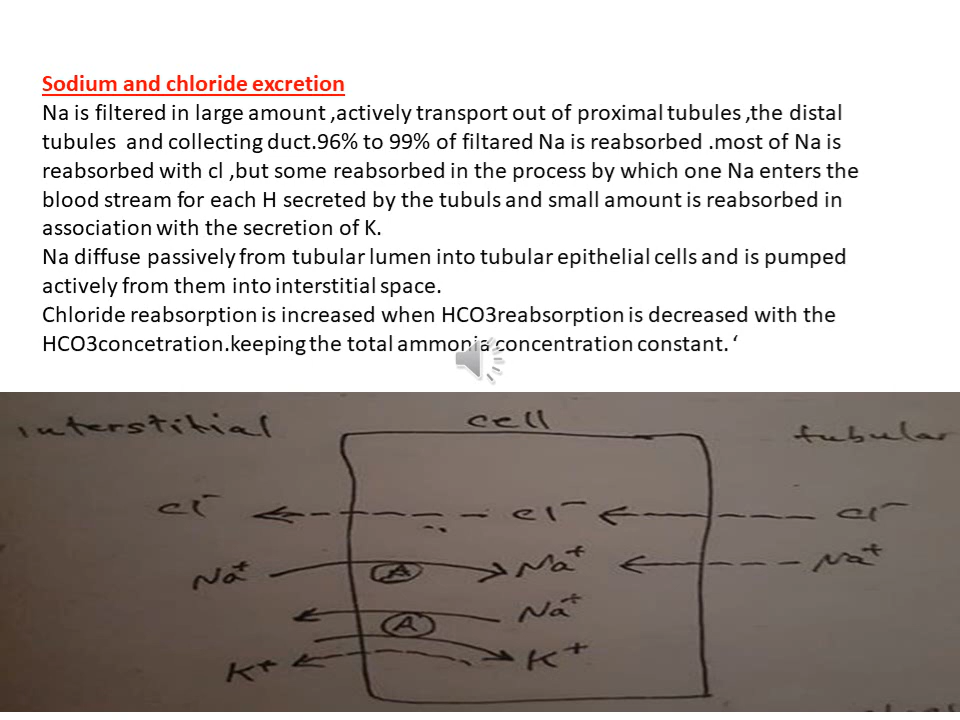 Sodium and chloride excretion
Na is filtered in large amount ,actively transport out of proximal tubules ,the distal
tubules and collecting duct.96% to 99% of filtared Na is reabsorbed .most of Na is
reabsorbed with cl ,but some reabsorbed in the process by which one Na enters the
blood stream for each H secreted by the tubuls and small amount is reabsorbed in
association with the secretion of K.
Na diffuse passively from tubular lumen into tubular epithelial cells and is pumped
actively from them into interstitial space.
Chloride reabsorption is increased when HCO3reabsorption is decreased with the
HCO3concetration.keeping the total ammonia concentration constant. ‘
interstitial cell tubular
Cl⁻ Cl⁻ Cl⁻
Na⁺ A Na⁺ Na⁺
Na⁺
A
K⁺ K⁺